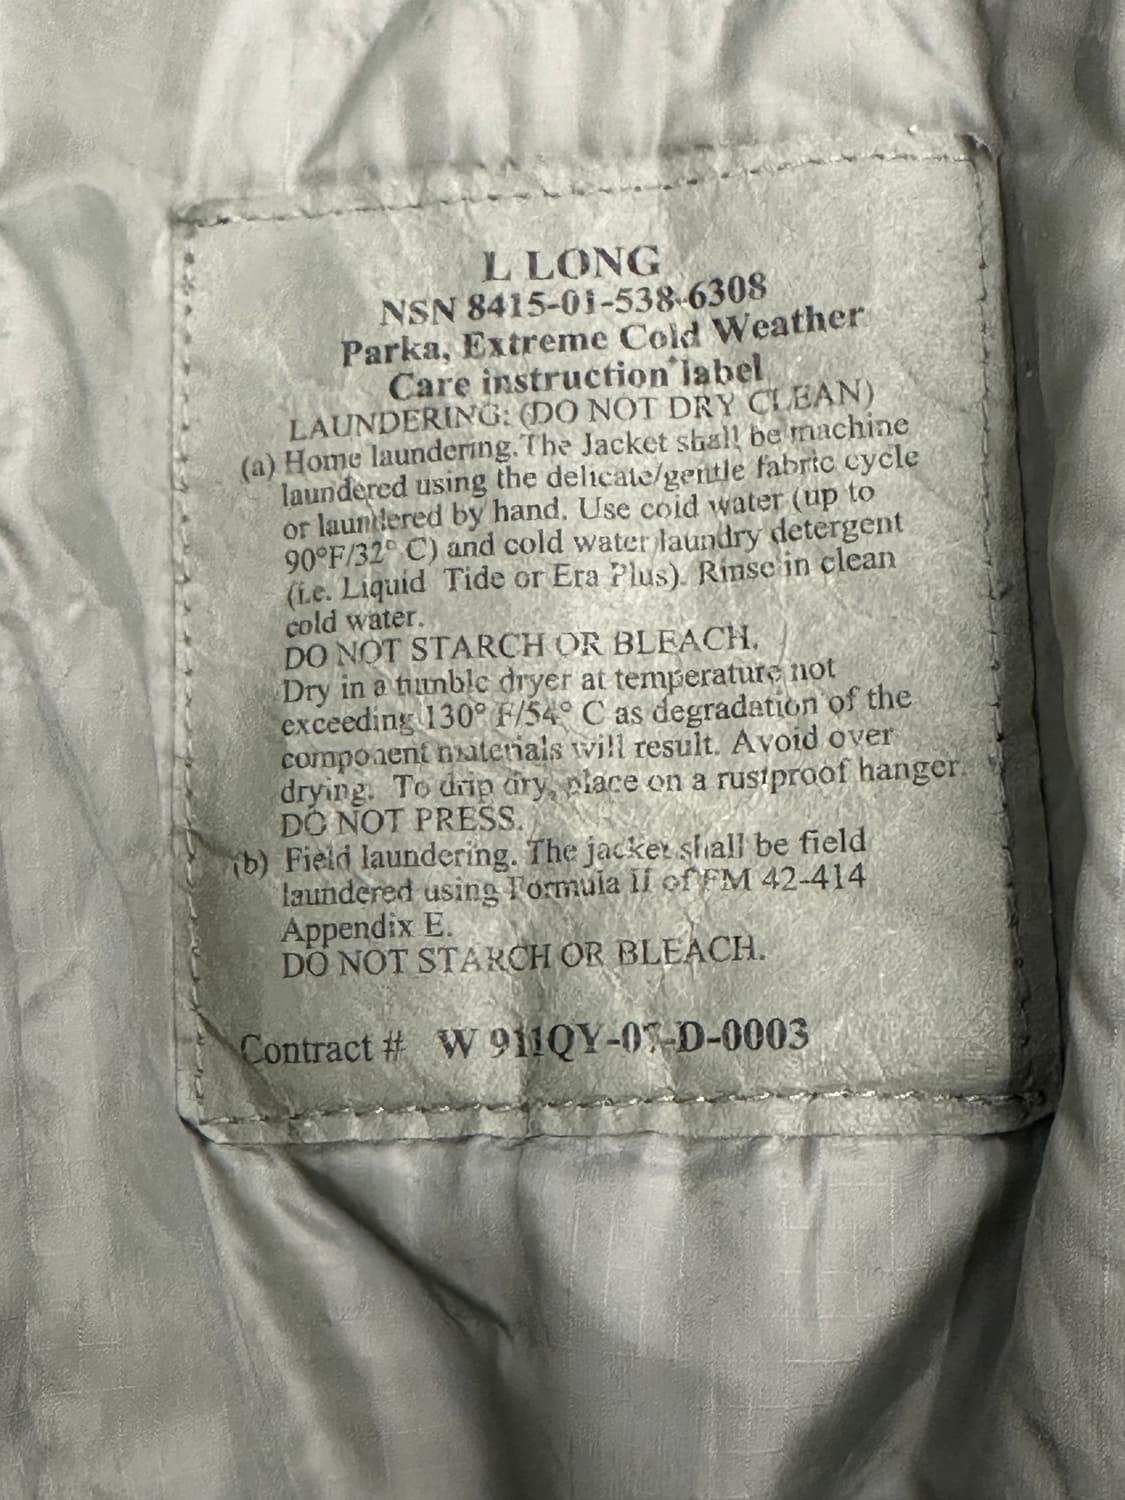 L LONG
NSN 8415-01-538-6308
Parka, Extreme Cold Weather
Care instruction label
LAUNDERING: (DO NOT DRY CLEAN)
(a) Home laundering. The Jacket shall be machine
laundered using the delicate/gentle fabric cycle
or laundered by hand. Use cold water (up to
90°F/32° C) and cold water laundry detergent
(i.e. Liquid Tide or Era Plus). Rinse in clean
cold water.
DO NOT STARCH OR BLEACH.
Dry in a tumble dryer at temperature not
exceeding 130° F/54° C as degradation of the
component materials will result. Avoid over
drying. To drip dry, place on a rustproof hanger.
DO NOT PRESS.
(b) Field laundering. The jacket shall be field
laundered using Formula II of FM 42-414
Appendix E.
DO NOT STARCH OR BLEACH.
Contract # W 911QY-07-D-0003